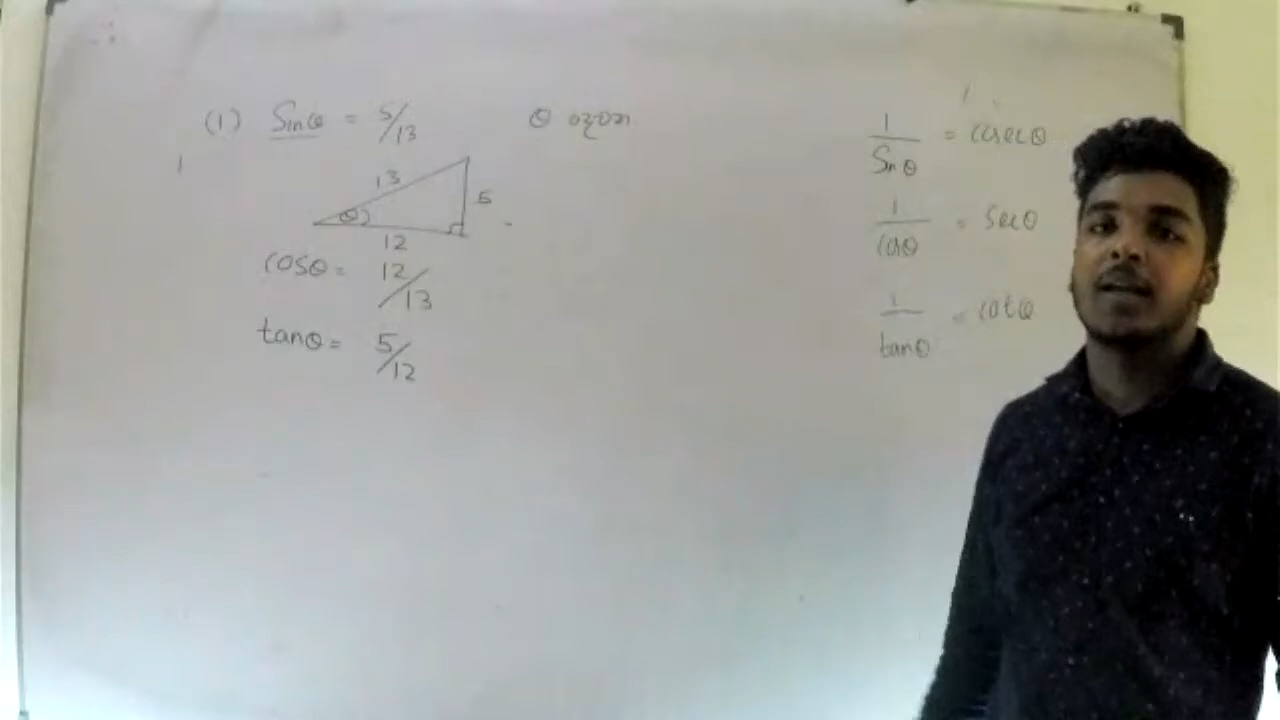 (1) Sinθ = 5/13
θ
13
5
θ
12
cosθ = 12/13
tanθ = 5/12
1/Sinθ = cosecθ
1/cosθ = Secθ
1/tanθ = cotθ